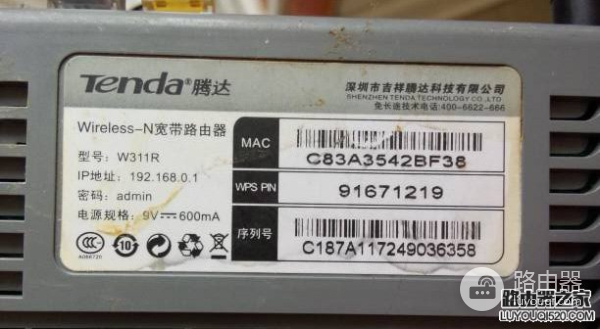 Tenda®腾达
深圳市吉祥腾达科技有限公司
SHENZHEN TENDA TECHNOLOGY CO.,LTD
免长途技术电话:400-6622-666
Wireless-N宽带路由器
型号: W311R
IP地址: 192.168.0.1
密码: admin
电源规格: 9V 600mA
MAC
C83A3542BF38
WPS PIN
91671219
序列号
C187A117249036358
10
路由器
LUYOUQI520.COM